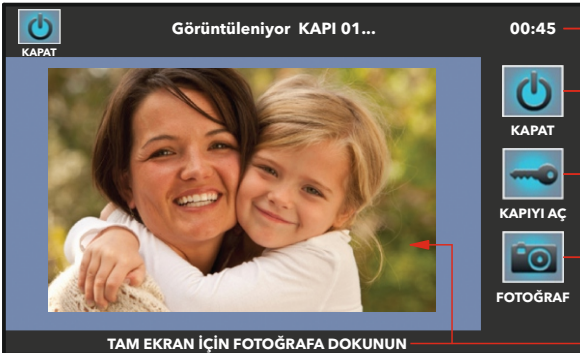 KAPAT
Görüntüleniyor KAPI 01...
00:45
KAPAT
KAPIYI AÇ
FOTOĞRAF
TAM EKRAN İÇİN FOTOĞRAFA DOKUNUN